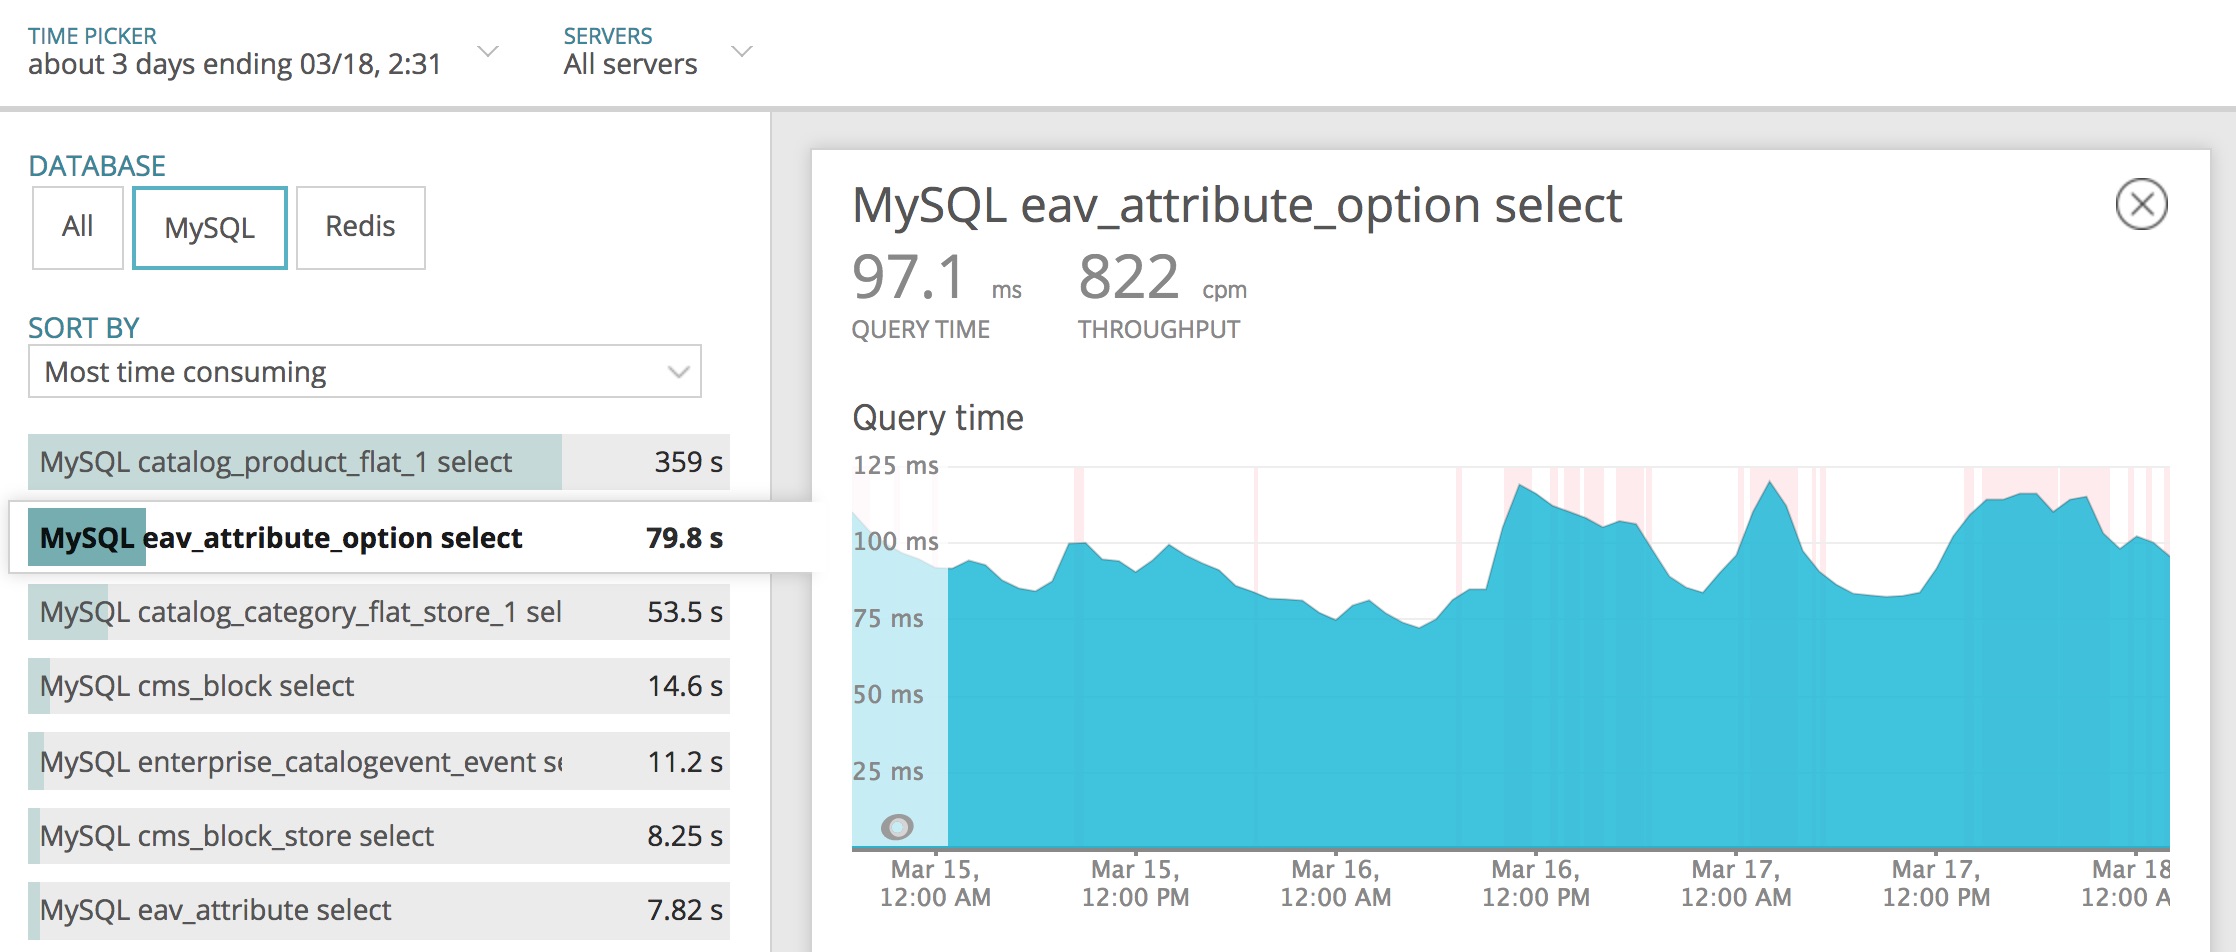 TIME PICKER
about 3 days ending 03/18, 2:31
SERVERS
All servers
DATABASE
All
MySQL
Redis
SORT BY
Most time consuming
MySQL catalog_product_flat_1 select 359 s
MySQL eav_attribute_option select 79.8 s
MySQL catalog_category_flat_store_1 sel 53.5 s
MySQL cms_block select 14.6 s
MySQL enterprise_catalogevent_event se 11.2 s
MySQL cms_block_store select 8.25 s
MySQL eav_attribute select 7.82 s
MySQL eav_attribute_option select
97.1 ms 822 cpm
QUERY TIME THROUGHPUT
Query time
125 ms
100 ms
75 ms
50 ms
25 ms
Mar 15, Mar 15, Mar 16, Mar 16, Mar 17, Mar 17, Mar 18
12:00 AM 12:00 PM 12:00 AM 12:00 PM 12:00 AM 12:00 PM 12:00 A